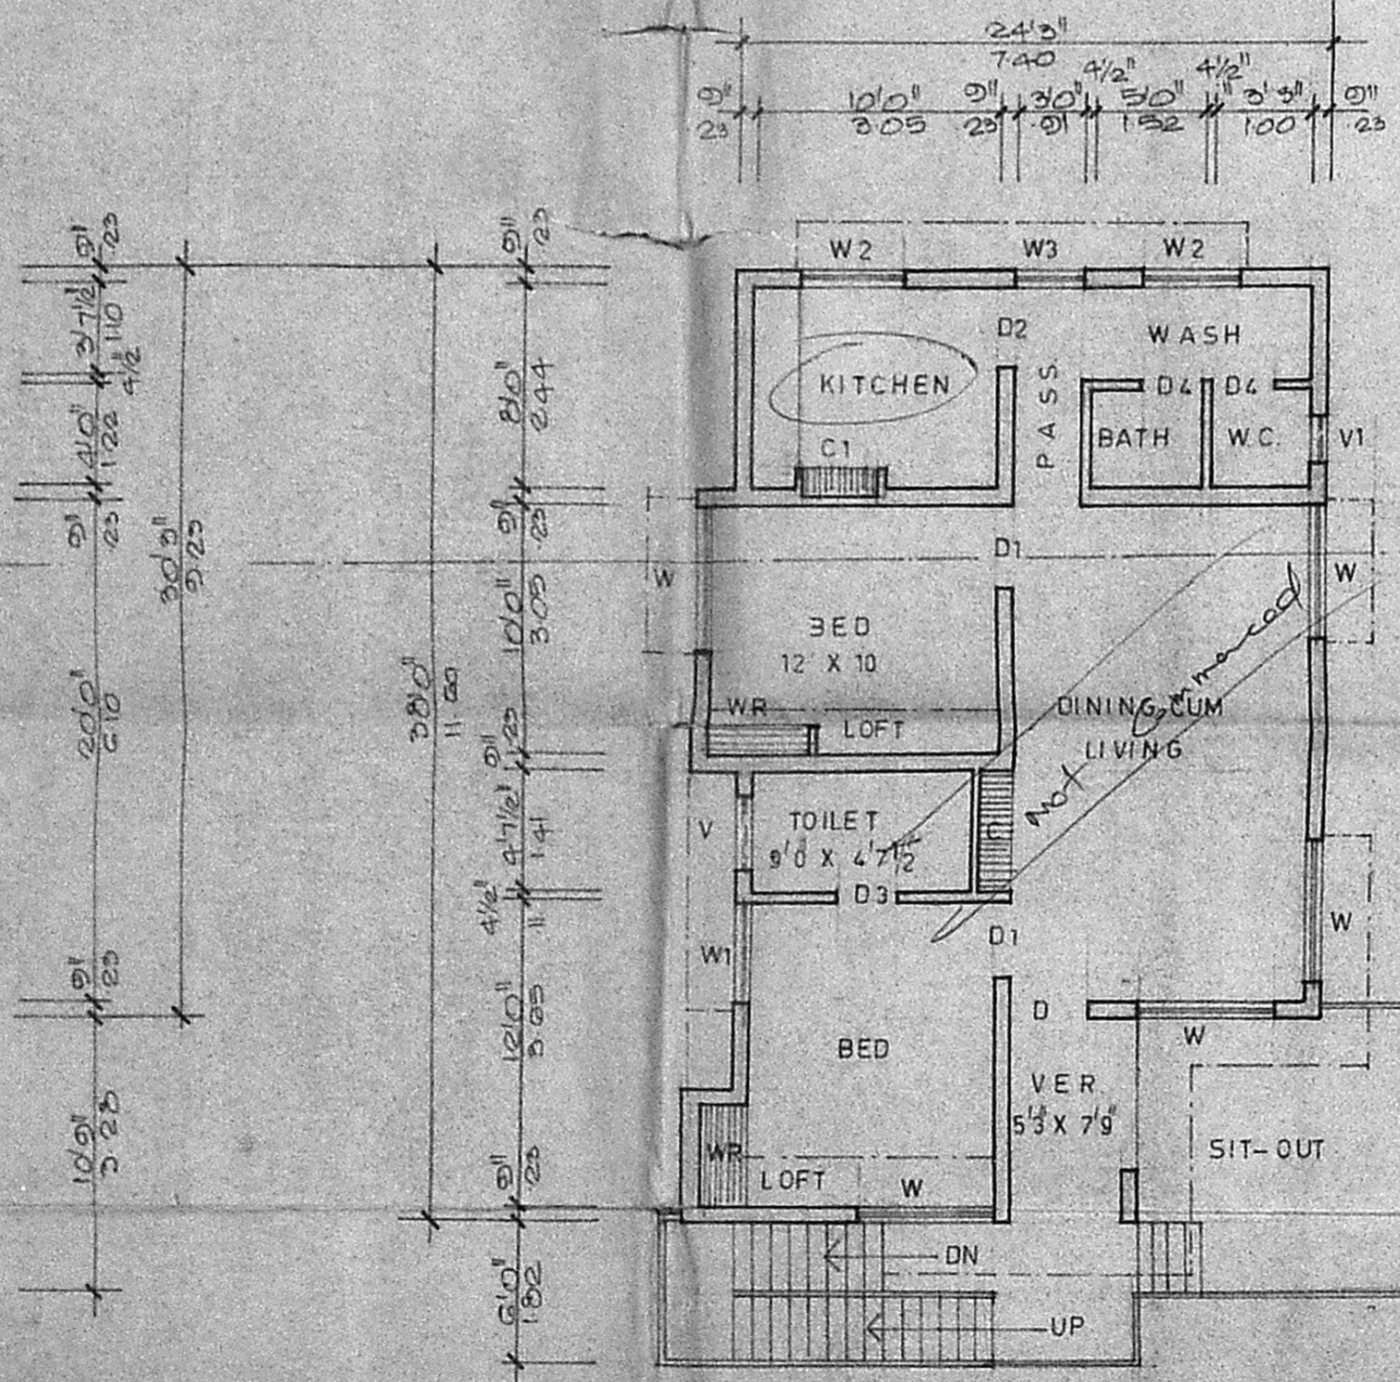 24'3"
7.40
4½" 4½"
9" 10'0" 9" 3'0" 5'0" 3'3" 9"
23 3.05 .23 .91 1.52 1.00 23
W2 W3 W2
D2
WASH
KITCHEN
PASS.
D4 D4
BATH W.C. V1
C1
D1
W W
BED
12' X 10
WR LOFT
DINING CUM
LIVING
Not Commenced
V TOILET C
9'0 X 4'7½"
D3
W1 D1 W
D
W
BED
VER
5'3" X 7'9"
SIT-OUT
WR
LOFT W
DN
UP
9" .23
3'7½" 1.10
4½
4'0" 1.22
9" .23
20'0" 6.10
9" .23
10'9" 3.28
30'3" 9.23
38'0" 11.60
9" .23
8'0" 2.44
9" .23
10'0" 3.05
9" .23
4'7½" 1.41
4½" 11
3.65
9" .23
6'0" 1.82